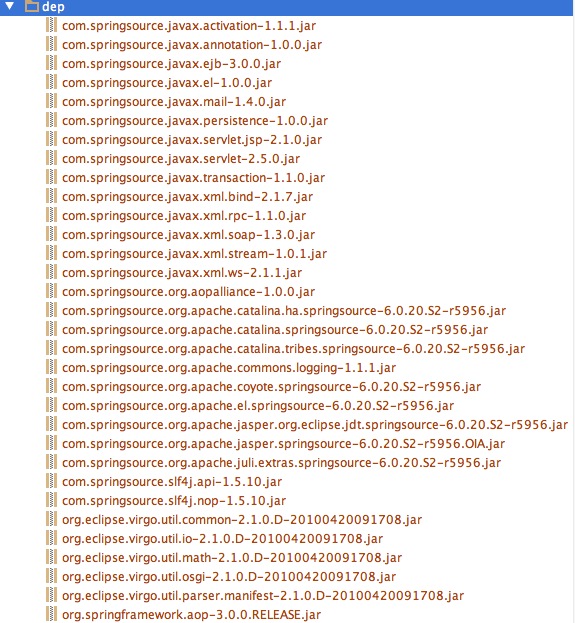 dep
com.springsource.javax.activation-1.1.1.jar
com.springsource.javax.annotation-1.0.0.jar
com.springsource.javax.ejb-3.0.0.jar
com.springsource.javax.el-1.0.0.jar
com.springsource.javax.mail-1.4.0.jar
com.springsource.javax.persistence-1.0.0.jar
com.springsource.javax.servlet.jsp-2.1.0.jar
com.springsource.javax.servlet-2.5.0.jar
com.springsource.javax.transaction-1.1.0.jar
com.springsource.javax.xml.bind-2.1.7.jar
com.springsource.javax.xml.rpc-1.1.0.jar
com.springsource.javax.xml.soap-1.3.0.jar
com.springsource.javax.xml.stream-1.0.1.jar
com.springsource.javax.xml.ws-2.1.1.jar
com.springsource.org.aopalliance-1.0.0.jar
com.springsource.org.apache.catalina.ha.springsource-6.0.20.S2-r5956.jar
com.springsource.org.apache.catalina.springsource-6.0.20.S2-r5956.jar
com.springsource.org.apache.catalina.tribes.springsource-6.0.20.S2-r5956.jar
com.springsource.org.apache.commons.logging-1.1.1.jar
com.springsource.org.apache.coyote.springsource-6.0.20.S2-r5956.jar
com.springsource.org.apache.el.springsource-6.0.20.S2-r5956.jar
com.springsource.org.apache.jasper.org.eclipse.jdt.springsource-6.0.20.S2-r5956.jar
com.springsource.org.apache.jasper.springsource-6.0.20.S2-r5956.OIA.jar
com.springsource.org.apache.juli.extras.springsource-6.0.20.S2-r5956.jar
com.springsource.slf4j.api-1.5.10.jar
com.springsource.slf4j.nop-1.5.10.jar
org.eclipse.virgo.util.common-2.1.0.D-20100420091708.jar
org.eclipse.virgo.util.io-2.1.0.D-20100420091708.jar
org.eclipse.virgo.util.math-2.1.0.D-20100420091708.jar
org.eclipse.virgo.util.osgi-2.1.0.D-20100420091708.jar
org.eclipse.virgo.util.parser.manifest-2.1.0.D-20100420091708.jar
org.springframework.aop-3.0.0.RELEASE.jar